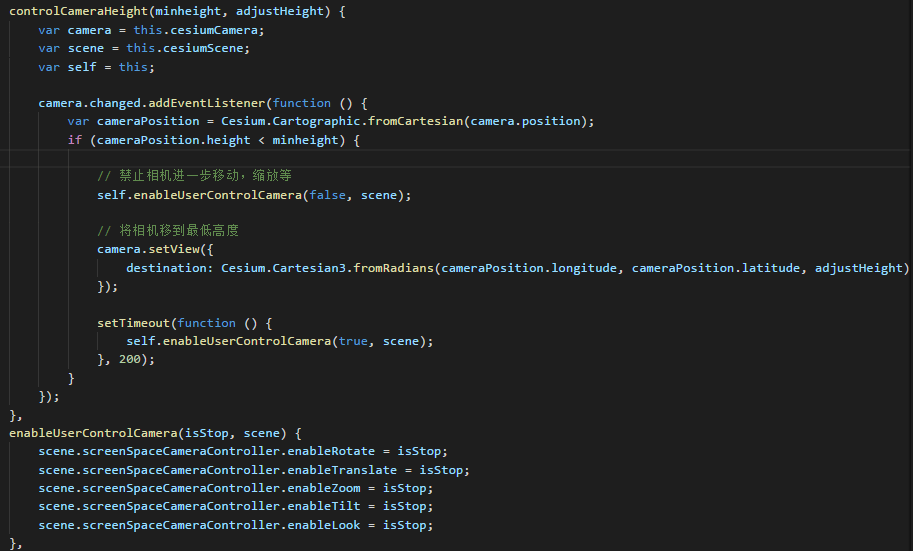 controlCameraHeight(minheight, adjustHeight) {
var camera = this.cesiumCamera;
var scene = this.cesiumScene;
var self = this;
camera.changed.addEventListener(function () {
var cameraPosition = Cesium.Cartographic.fromCartesian(camera.position);
if (cameraPosition.height < minheight) {
// 禁止相机进一步移动，缩放等
self.enableUserControlCamera(false, scene);
// 将相机移到最低高度
camera.setView({
destination: Cesium.Cartesian3.fromRadians(cameraPosition.longitude, cameraPosition.latitude, adjustHeight)
});
setTimeout(function () {
self.enableUserControlCamera(true, scene);
}, 200);
}
});
},
enableUserControlCamera(isStop, scene) {
scene.screenSpaceCameraController.enableRotate = isStop;
scene.screenSpaceCameraController.enableTranslate = isStop;
scene.screenSpaceCameraController.enableZoom = isStop;
scene.screenSpaceCameraController.enableTilt = isStop;
scene.screenSpaceCameraController.enableLook = isStop;
},